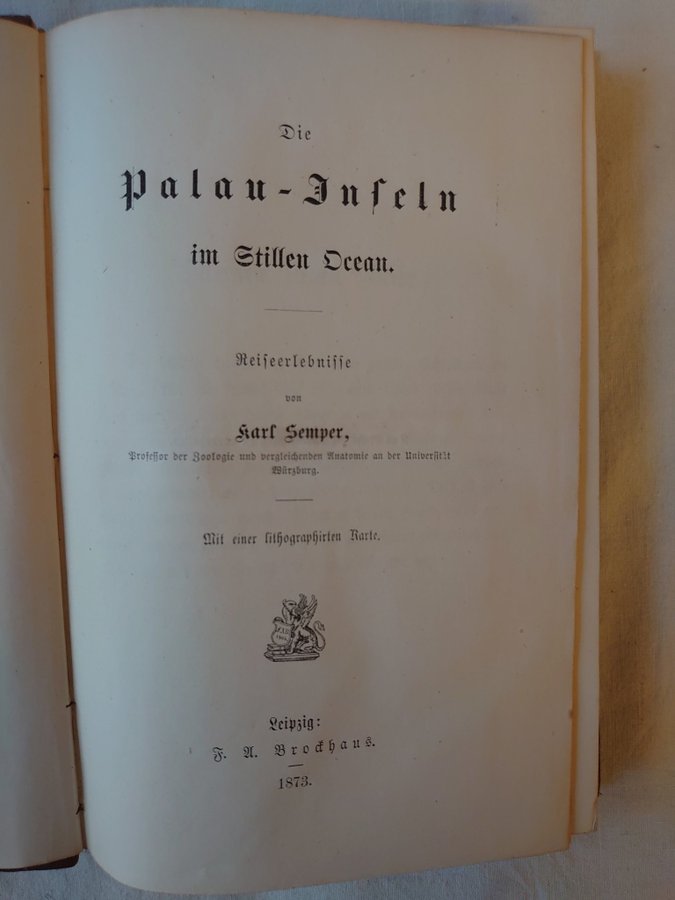 Die
Palau-Inseln
im Stillen Ocean.
Reiseerlebnisse
von
Karl Semper,
Professor der Zoologie und vergleichenden Anatomie an der Universität
Würzburg.
Mit einer lithographirten Karte.
Leipzig:
F. A. Brockhaus.
1873.